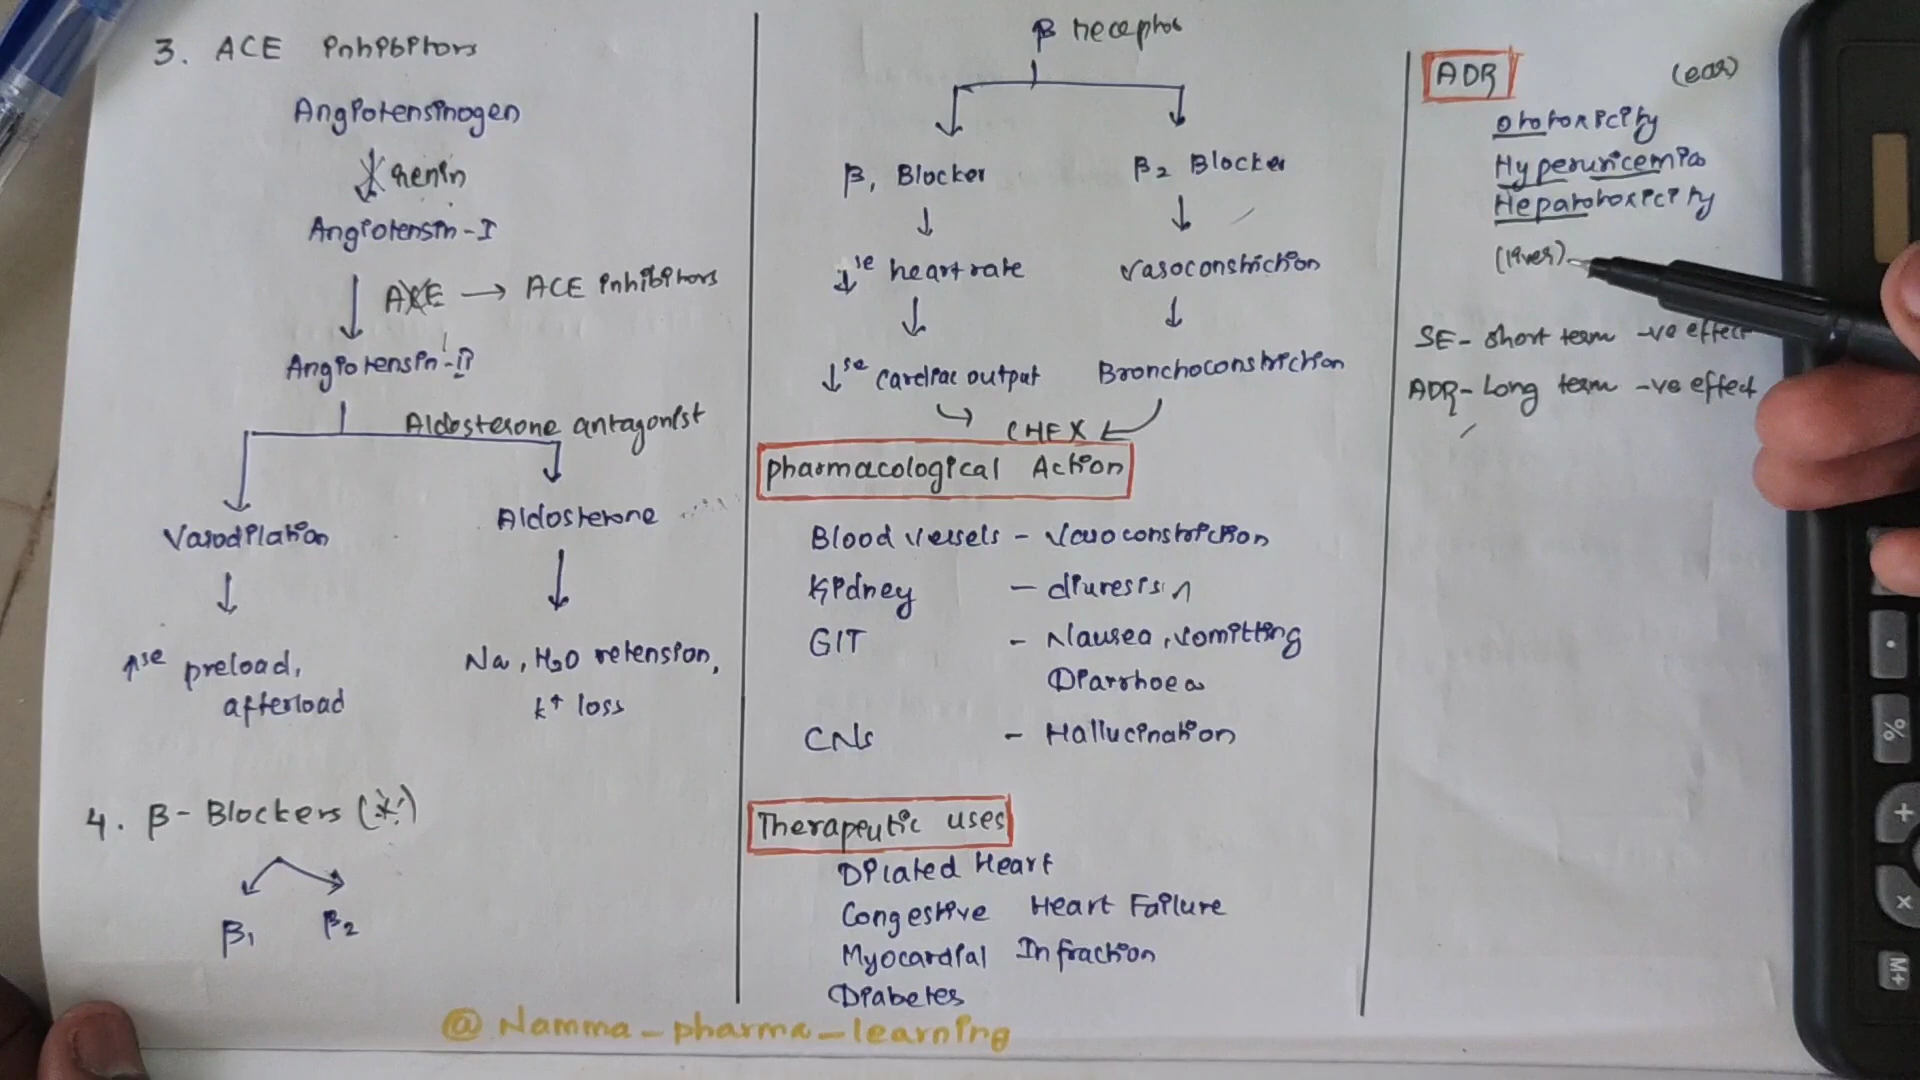 3. ACE Inhibitors
Angiotensinogen
renin
Angiotensin-I
ACE → ACE inhibitors
Angiotensin-II
Aldosterone antagonist
Vasodilation
Aldosterone
↑se preload,
afterload
Na, H2O retension,
k+ loss
4. β-Blockers (*)
β1 β2
β receptor
β1 Blocker
β2 Blocker
↓se heart rate
Vasoconstriction
↓se Cardiac output
Bronchoconstriction
CHF X
pharmacological Action
Blood vessels - Vasoconstriction
Kidney - diuresis
GIT - Nausea, vomitting
Diarrhoea
CNS - Hallucination
Therapeutic uses
Dilated Heart
Congestive Heart Failure
Myocardial Infraction
Diabetes
@Namma_pharma_learning
ADR (ear)
Ototoxicity
Hyperuricemia
Hepatotoxicity
(liver)
SE - Short term -ve effect
ADR - Long term -ve effect
%
+
×
M+